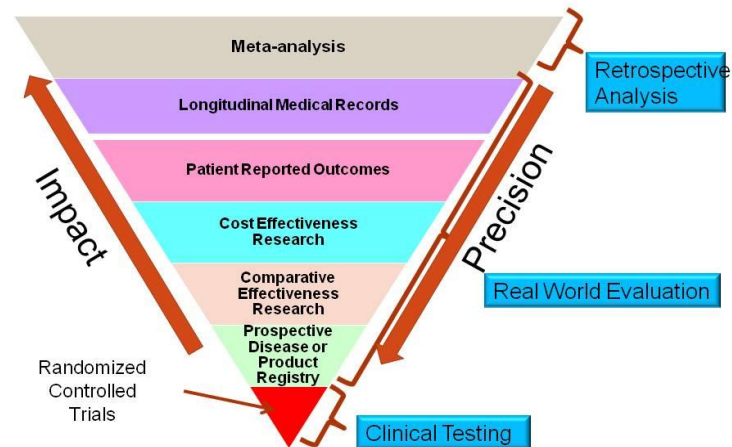 Meta-analysis
Retrospective
Analysis
Longitudinal Medical Records
Patient Reported Outcomes
Impact
Precision
Cost Effectiveness
Research
Comparative
Effectiveness
Research
Real World Evaluation
Prospective
Disease or
Product
Registry
Randomized
Controlled
Trials
Clinical Testing